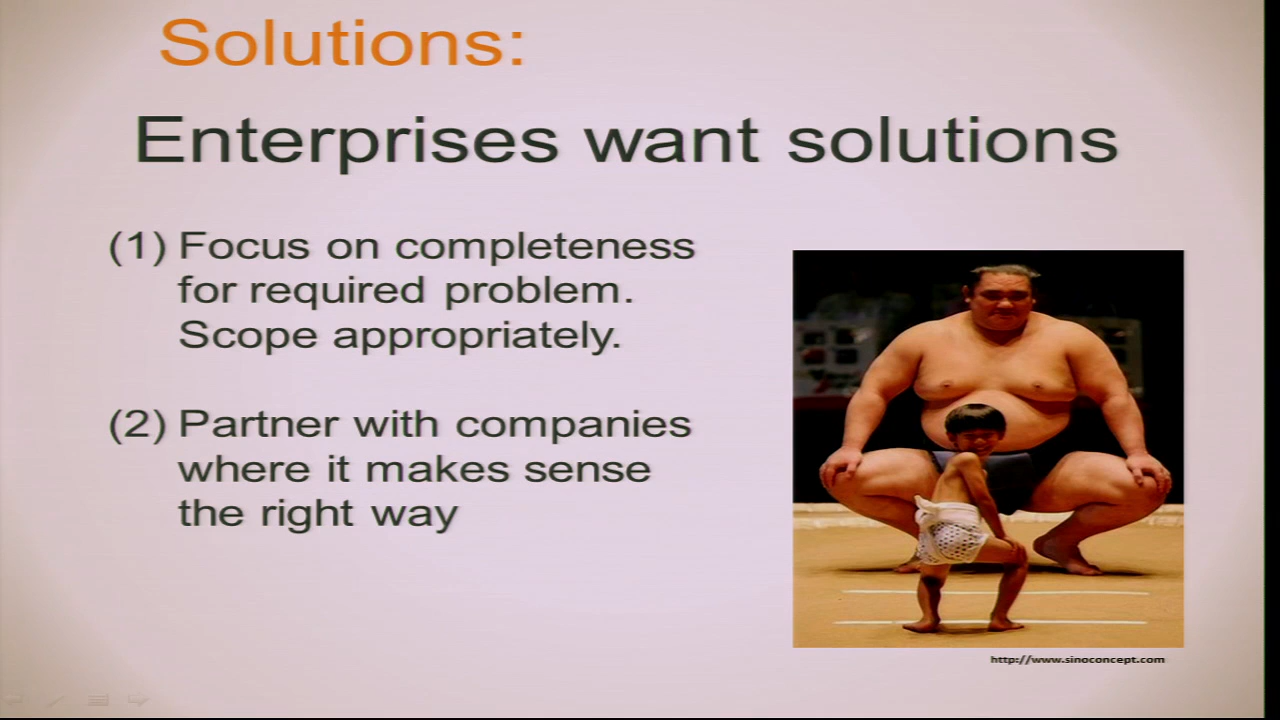 Solutions:
Enterprises want solutions
(1) Focus on completeness
for required problem.
Scope appropriately.
(2) Partner with companies
where it makes sense
the right way
http://www.sinoconcept.com